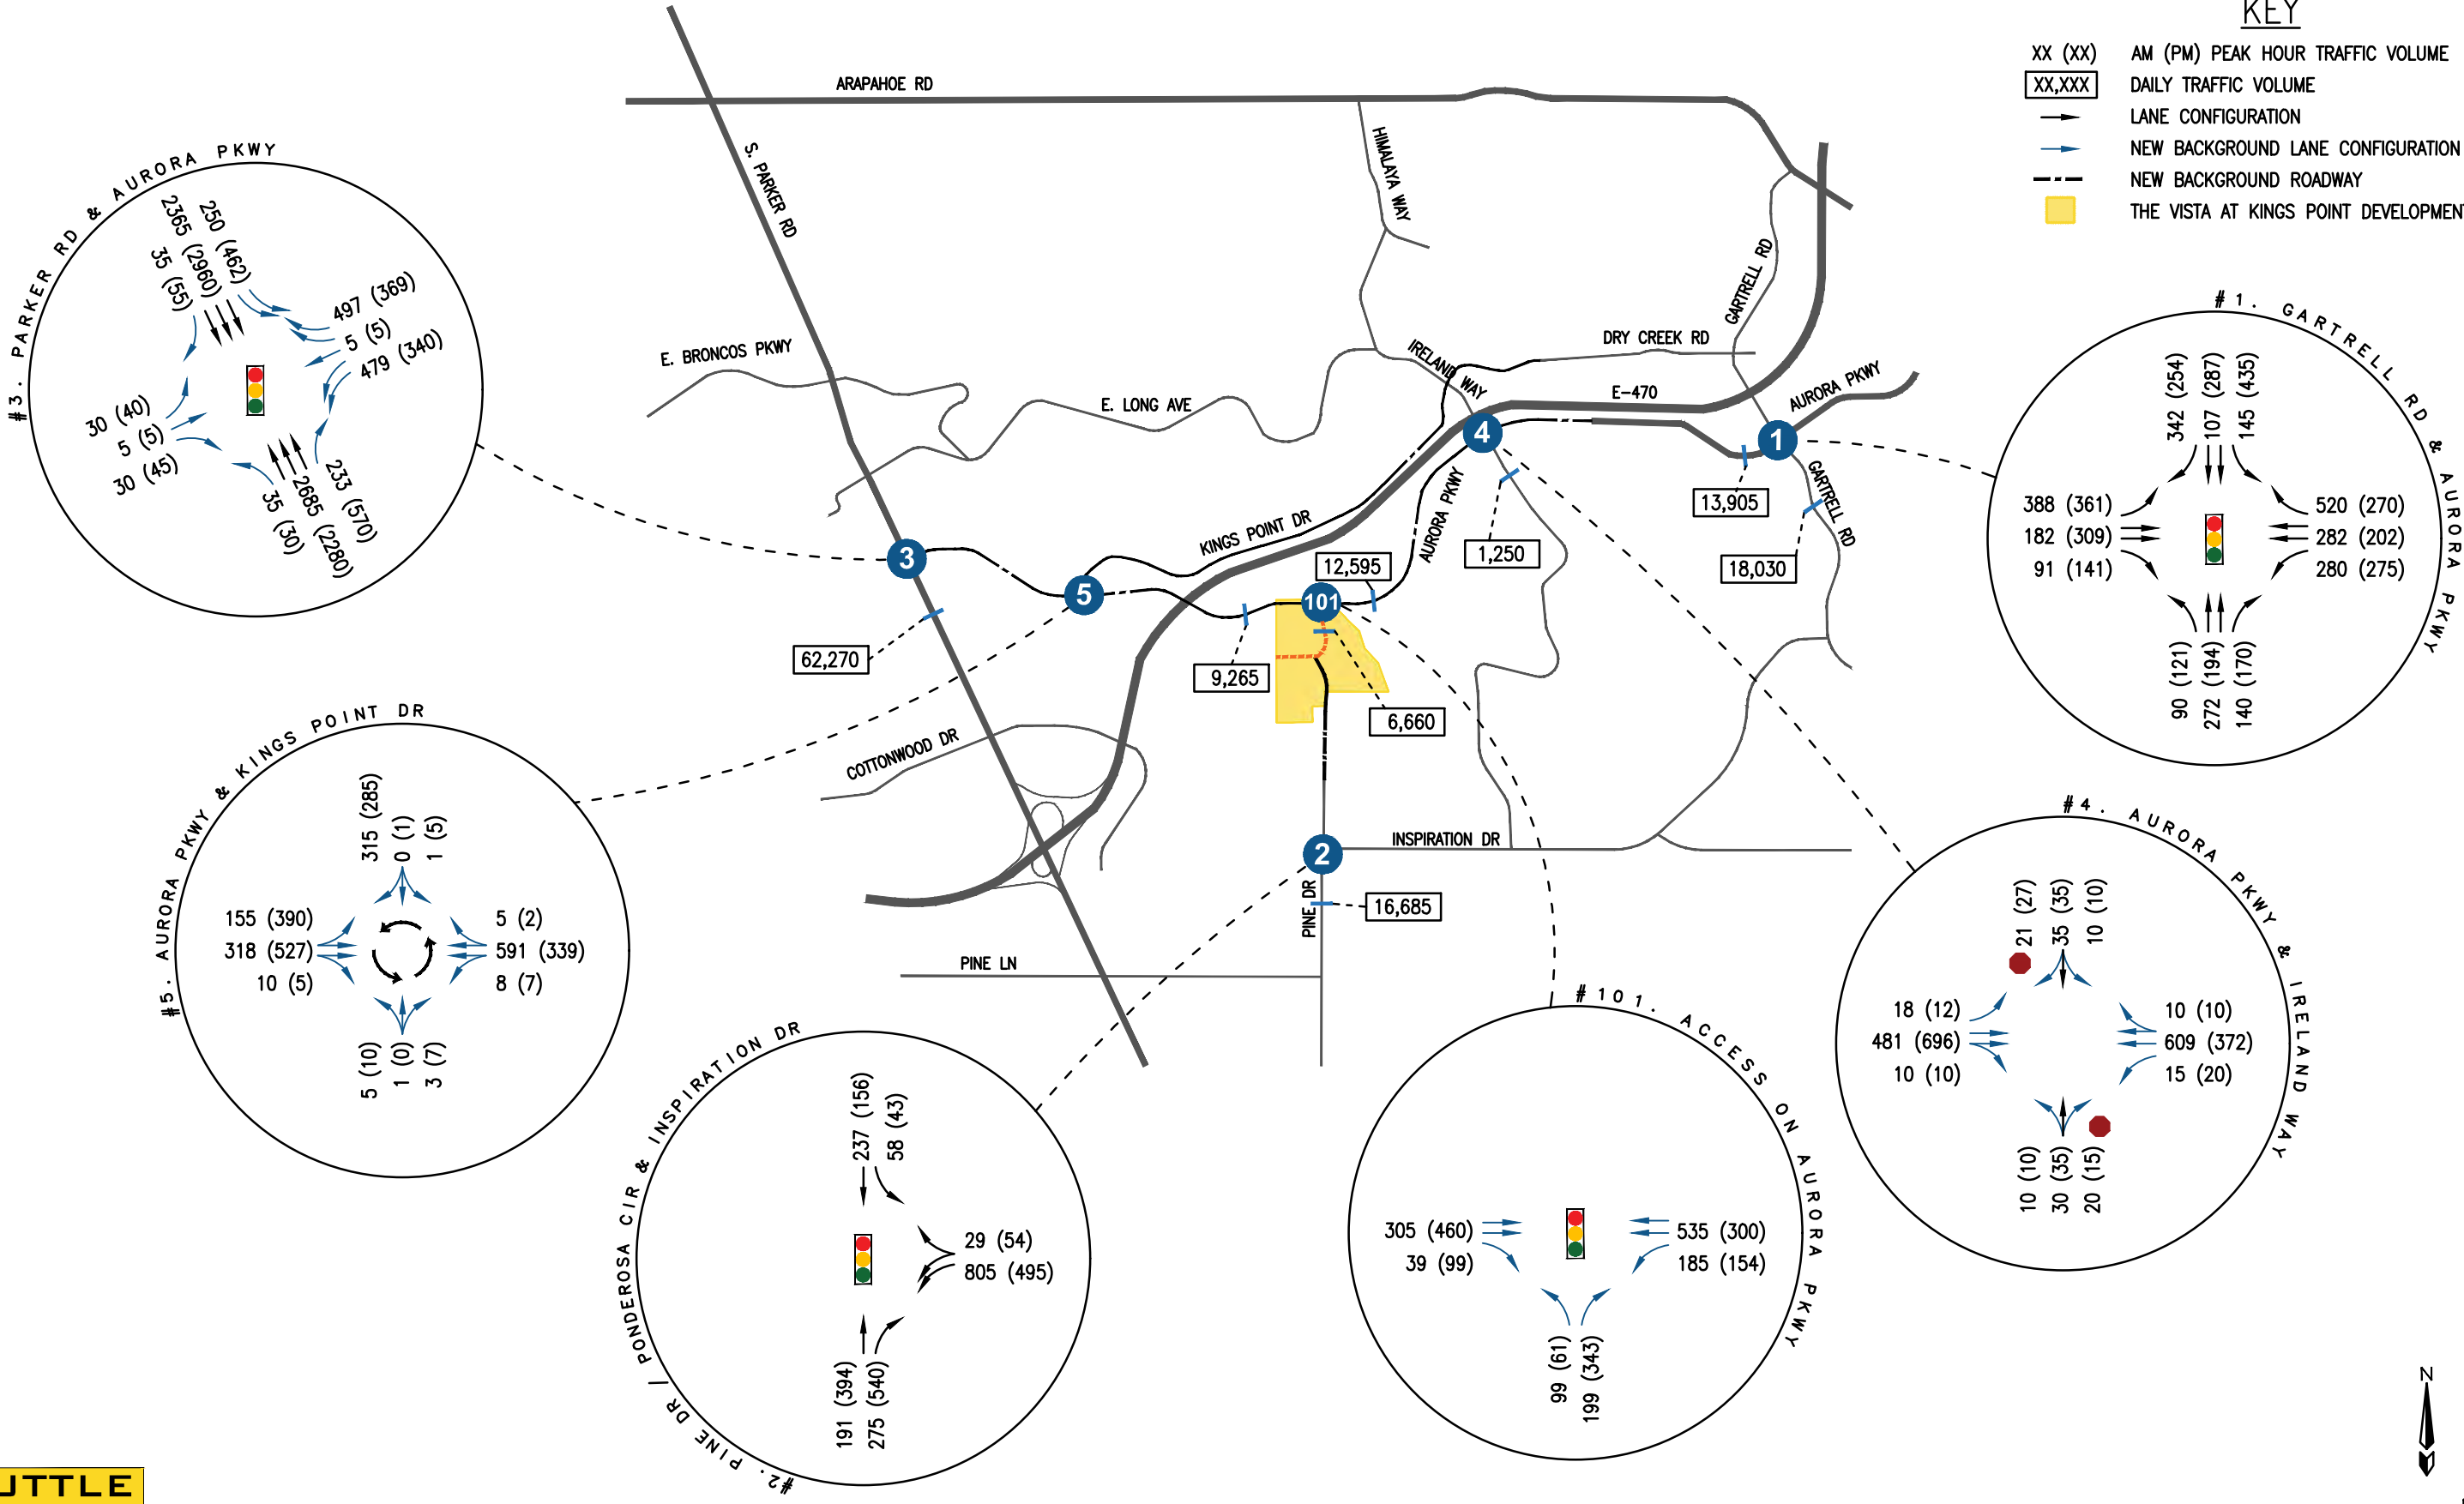 KEY
XX (XX) AM (PM) PEAK HOUR TRAFFIC VOLUME
XX,XXX DAILY TRAFFIC VOLUME
LANE CONFIGURATION
NEW BACKGROUND LANE CONFIGURATION
NEW BACKGROUND ROADWAY
THE VISTA AT KINGS POINT DEVELOPMENT
ARAPAHOE RD
S. PARKER RD
HIMALAYA WAY
GARTRELL RD
E. BRONCOS PKWY
E. LONG AVE
IRELAND WAY
DRY CREEK RD
E-470
AURORA PKWY
GARTRELL RD
KINGS POINT DR
AURORA PKWY
COTTONWOOD DR
INSPIRATION DR
PINE DR
PINE LN
1
2
3
4
5
101
13,905
18,030
1,250
12,595
62,270
9,265
6,660
16,685
#3. PARKER RD & AURORA PKWY
35 (55)
2365 (2960)
250 (462)
497 (369)
5 (5)
479 (340)
30 (40)
5 (5)
30 (45)
35 (30)
2685 (2280)
233 (570)
#1. GARTRELL RD & AURORA PKWY
342 (254)
107 (287)
145 (435)
388 (361)
182 (309)
91 (141)
520 (270)
282 (202)
280 (275)
90 (121)
272 (194)
140 (170)
#5. AURORA PKWY & KINGS POINT DR
315 (285)
0 (1)
1 (5)
155 (390)
318 (527)
10 (5)
5 (2)
591 (339)
8 (7)
5 (10)
1 (0)
3 (7)
#4. AURORA PKWY & IRELAND WAY
21 (27)
35 (35)
10 (10)
18 (12)
481 (696)
10 (10)
10 (10)
609 (372)
15 (20)
10 (10)
30 (35)
20 (15)
#2. PINE DR / PONDEROSA CIR & INSPIRATION DR
237 (156)
58 (43)
29 (54)
805 (495)
191 (394)
275 (540)
#101. ACCESS ON AURORA PKWY
305 (460)
39 (99)
535 (300)
185 (154)
99 (61)
199 (343)
N
UTTLE